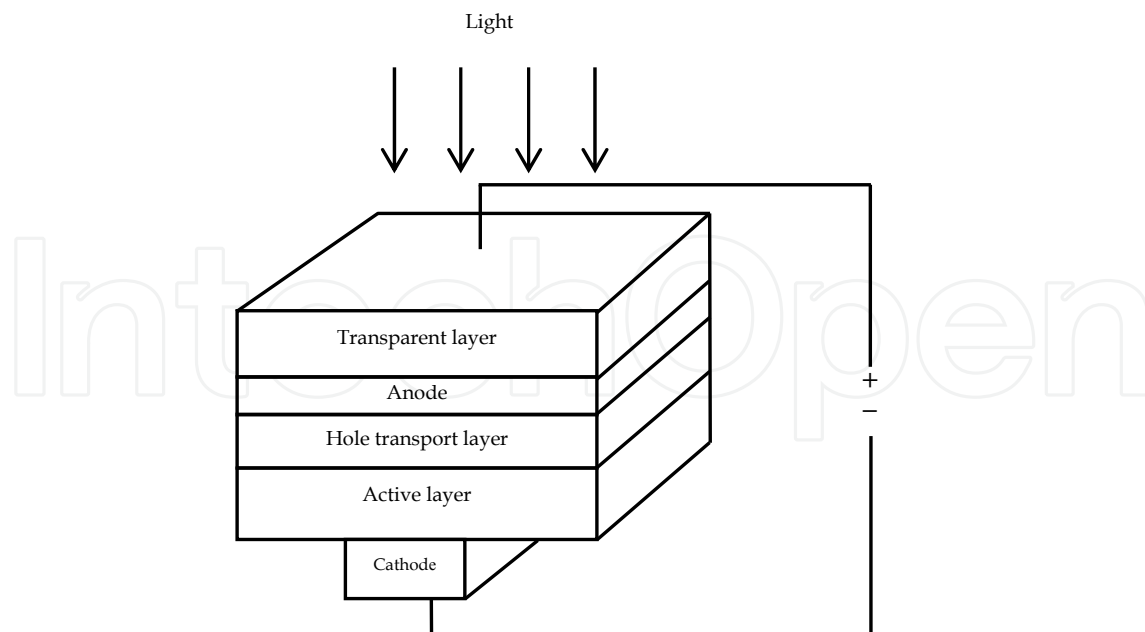 Light
IntechOpen
Transparent layer
Anode
Hole transport layer
Active layer
Cathode
+
−